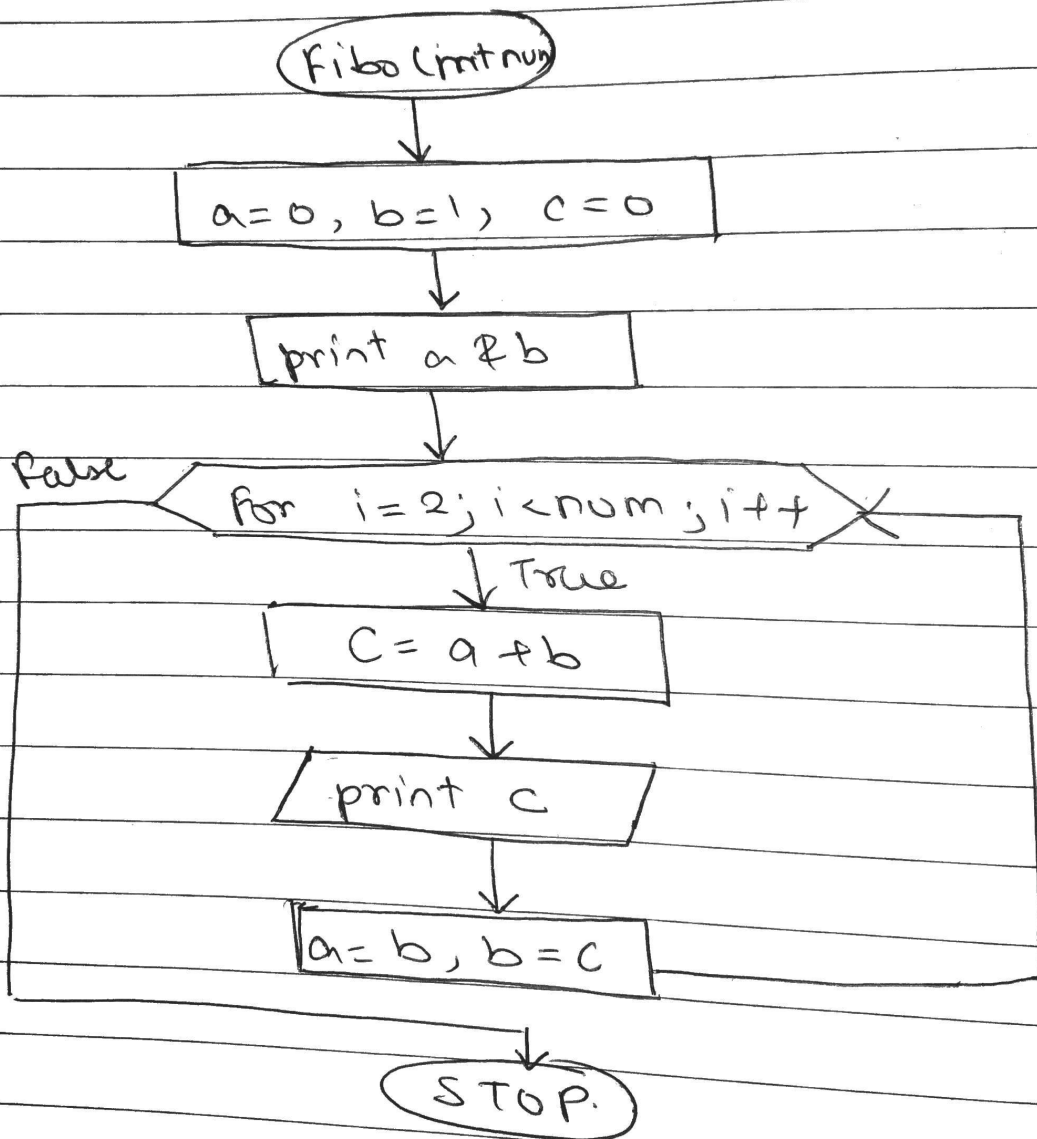 Fibo (int num)
a=0, b=1, c=0
print a & b
False
For i=2; i<num; i++
True
C= a+b
print c
a=b, b=c
STOP.